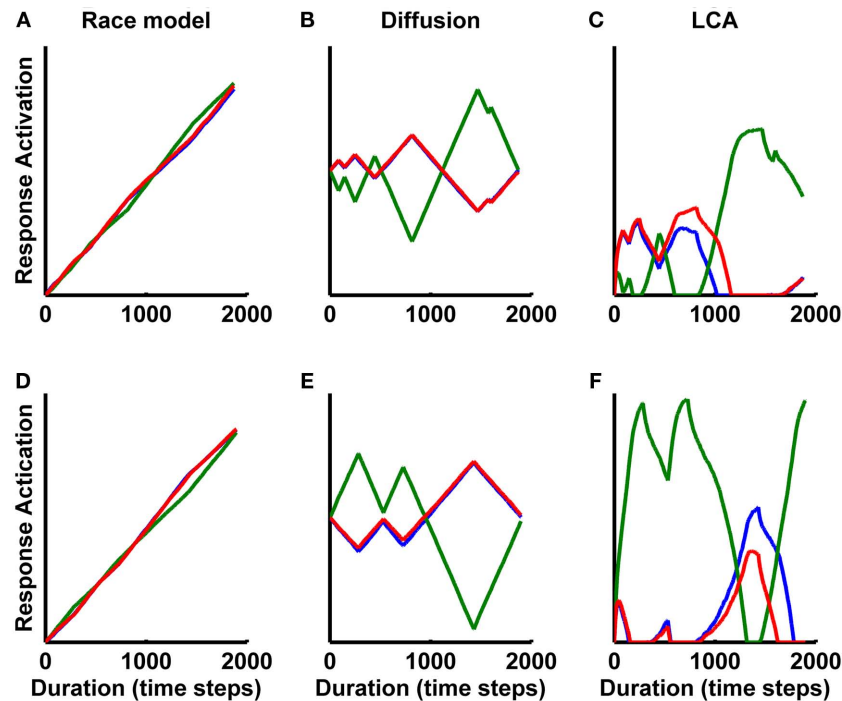 A Race model B Diffusion C LCA
Response Activation
0 1000 2000 0 1000 2000 0 1000 2000
D E F
Response Actication
0 1000 2000 0 1000 2000 0 1000 2000
Duration (time steps) Duration (time steps) Duration (time steps)